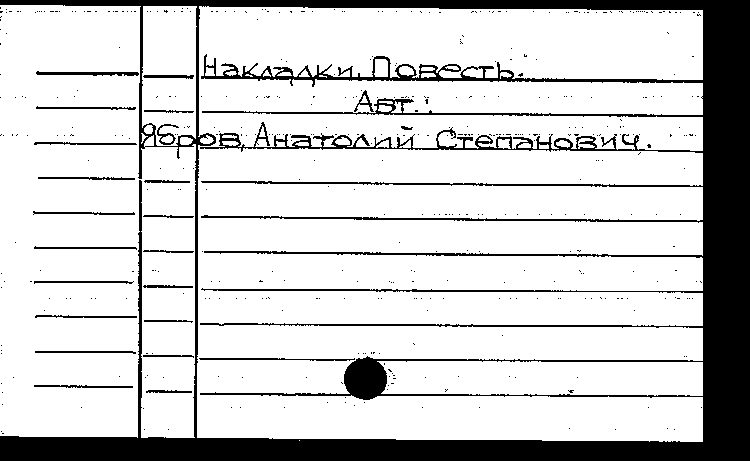 Накладки. Повесть.
Авт.:
Ябров, Анатолий Степанович.